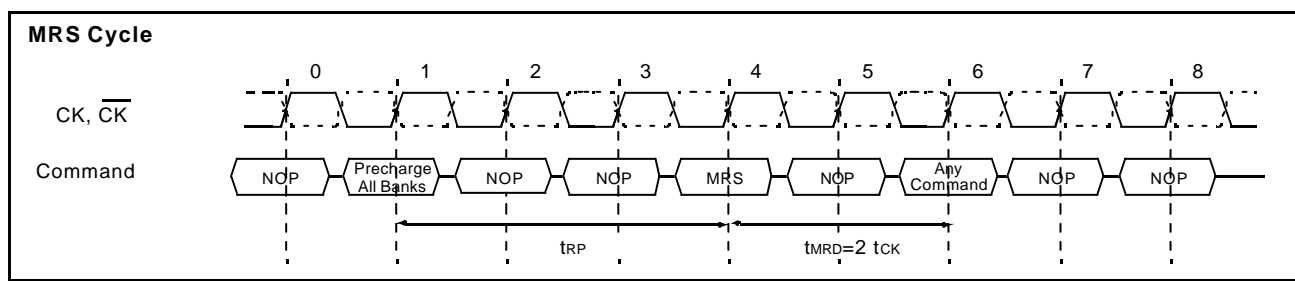 MRS Cycle
0 1 2 3 4 5 6 7 8
CK, C̅K̅
Command
NOP Precharge All Banks NOP NOP MRS NOP Any Command NOP NOP
tRP tMRD=2 tCK